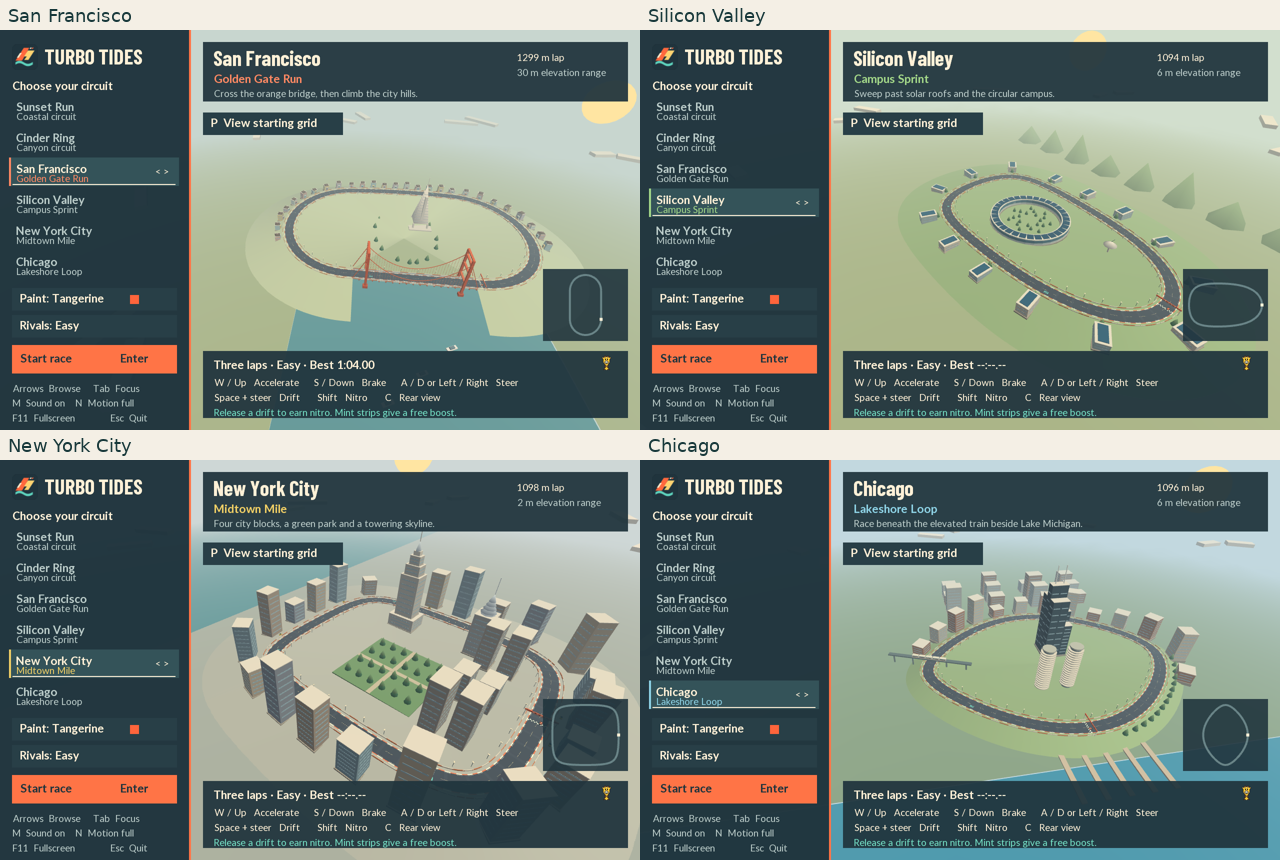 San Francisco
TURBO TIDES
Choose your circuit
Sunset Run
Coastal circuit
Cinder Ring
Canyon circuit
San Francisco
Golden Gate Run
< >
Silicon Valley
Campus Sprint
New York City
Midtown Mile
Chicago
Lakeshore Loop
Paint: Tangerine
Rivals: Easy
Start race Enter
Arrows Browse Tab Focus
M Sound on N Motion full
F11 Fullscreen Esc Quit
San Francisco
Golden Gate Run
Cross the orange bridge, then climb the city hills.
1299 m lap
30 m elevation range
P View starting grid
Three laps · Easy · Best 1:04.00
W / Up Accelerate S / Down Brake A / D or Left / Right Steer
Space + steer Drift Shift Nitro C Rear view
Release a drift to earn nitro. Mint strips give a free boost.
Silicon Valley
TURBO TIDES
Choose your circuit
Sunset Run
Coastal circuit
Cinder Ring
Canyon circuit
San Francisco
Golden Gate Run
Silicon Valley
Campus Sprint
< >
New York City
Midtown Mile
Chicago
Lakeshore Loop
Paint: Tangerine
Rivals: Easy
Start race Enter
Arrows Browse Tab Focus
M Sound on N Motion full
F11 Fullscreen Esc Quit
Silicon Valley
Campus Sprint
Sweep past solar roofs and the circular campus.
1094 m lap
6 m elevation range
P View starting grid
Three laps · Easy · Best --:--.--
W / Up Accelerate S / Down Brake A / D or Left / Right Steer
Space + steer Drift Shift Nitro C Rear view
Release a drift to earn nitro. Mint strips give a free boost.
New York City
TURBO TIDES
Choose your circuit
Sunset Run
Coastal circuit
Cinder Ring
Canyon circuit
San Francisco
Golden Gate Run
Silicon Valley
Campus Sprint
New York City
Midtown Mile
< >
Chicago
Lakeshore Loop
Paint: Tangerine
Rivals: Easy
Start race Enter
Arrows Browse Tab Focus
M Sound on N Motion full
F11 Fullscreen Esc Quit
New York City
Midtown Mile
Four city blocks, a green park and a towering skyline.
1098 m lap
2 m elevation range
P View starting grid
Three laps · Easy · Best --:--.--
W / Up Accelerate S / Down Brake A / D or Left / Right Steer
Space + steer Drift Shift Nitro C Rear view
Release a drift to earn nitro. Mint strips give a free boost.
Chicago
TURBO TIDES
Choose your circuit
Sunset Run
Coastal circuit
Cinder Ring
Canyon circuit
San Francisco
Golden Gate Run
Silicon Valley
Campus Sprint
New York City
Midtown Mile
Chicago
Lakeshore Loop
< >
Paint: Tangerine
Rivals: Easy
Start race Enter
Arrows Browse Tab Focus
M Sound on N Motion full
F11 Fullscreen Esc Quit
Chicago
Lakeshore Loop
Race beneath the elevated train beside Lake Michigan.
1096 m lap
6 m elevation range
P View starting grid
Three laps · Easy · Best --:--.--
W / Up Accelerate S / Down Brake A / D or Left / Right Steer
Space + steer Drift Shift Nitro C Rear view
Release a drift to earn nitro. Mint strips give a free boost.